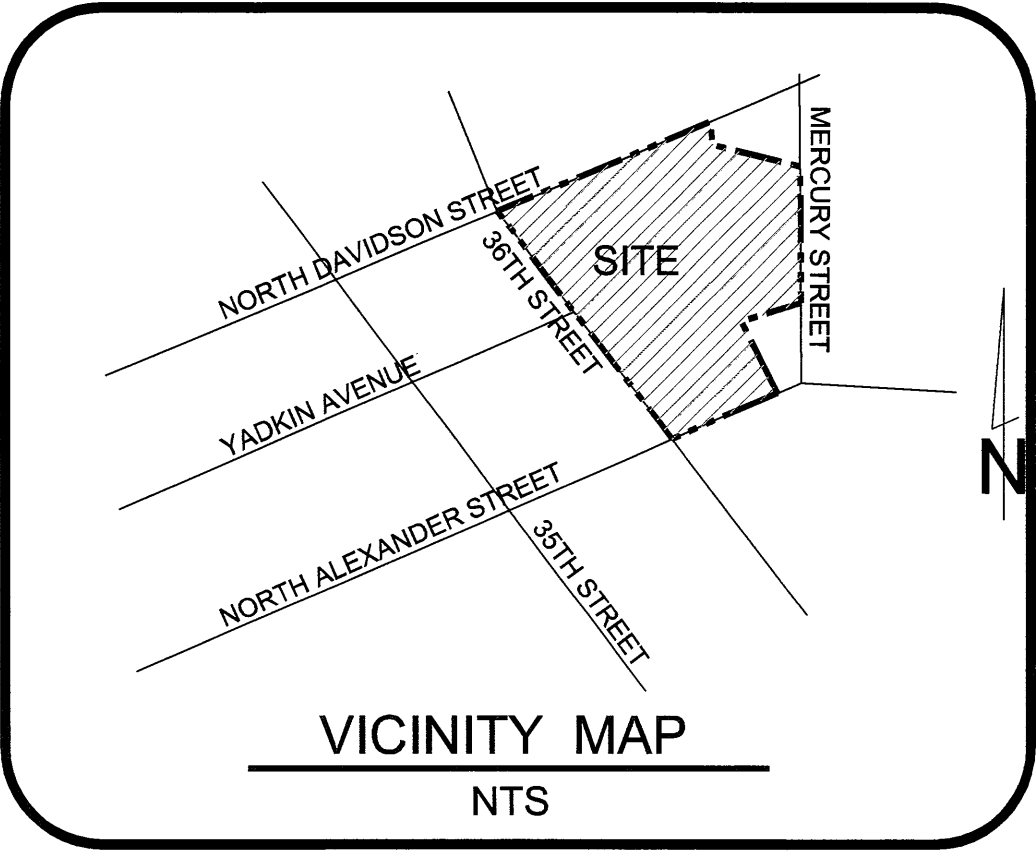 MERCURY STREET
NORTH DAVIDSON STREET
SITE
36TH STREET
YADKIN AVENUE
N
NORTH ALEXANDER STREET
35TH STREET
VICINITY MAP
NTS